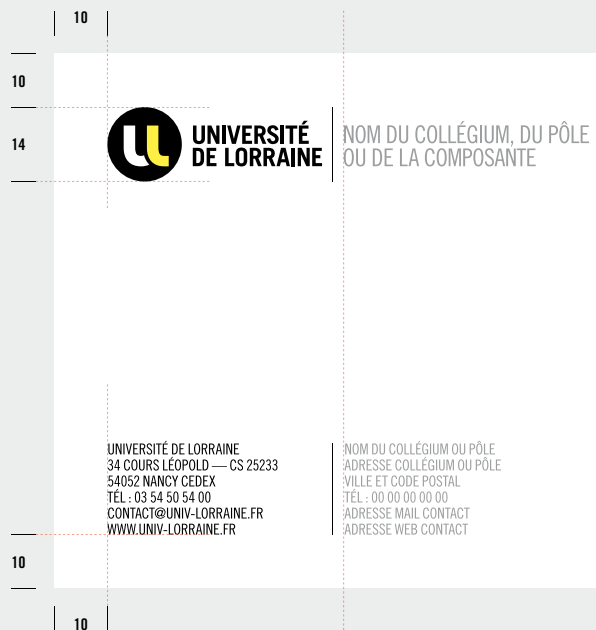 10
10
14
UNIVERSITÉ
DE LORRAINE
NOM DU COLLÉGIUM, DU PÔLE
OU DE LA COMPOSANTE
UNIVERSITÉ DE LORRAINE
34 COURS LÉOPOLD — CS 25233
54052 NANCY CEDEX
TÉL : 03 54 50 54 00
CONTACT@UNIV-LORRAINE.FR
WWW.UNIV-LORRAINE.FR
NOM DU COLLÉGIUM OU PÔLE
ADRESSE COLLÉGIUM OU PÔLE
VILLE ET CODE POSTAL
TÉL : 00 00 00 00 00
ADRESSE MAIL CONTACT
ADRESSE WEB CONTACT
10
10